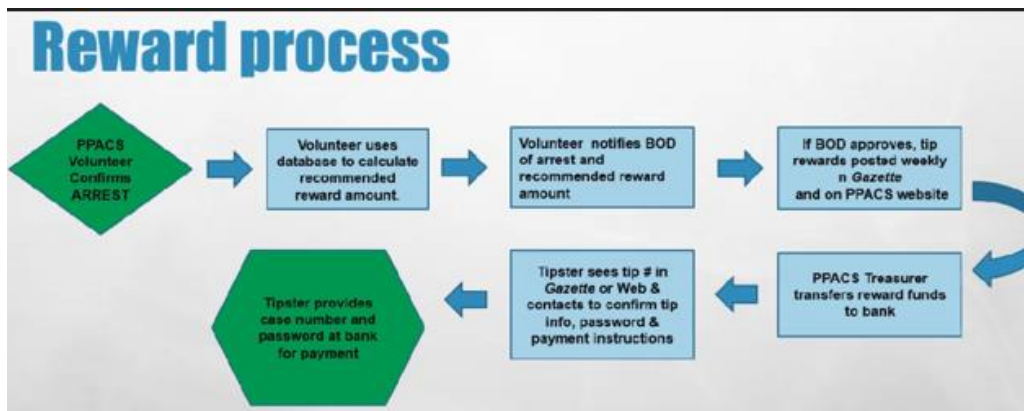 Reward process
PPACS
Volunteer
Confirms
ARREST
Volunteer uses
database to calculate
recommended
reward amount.
Volunteer notifies BOD
of arrest and
recommended reward
amount
If BOD approves, tip
rewards posted weekly
n Gazette
and on PPACS website
PPACS Treasurer
transfers reward funds
to bank
Tipster sees tip # in
Gazette or Web &
contacts to confirm tip
info, password &
payment instructions
Tipster provides
case number and
password at bank
for payment